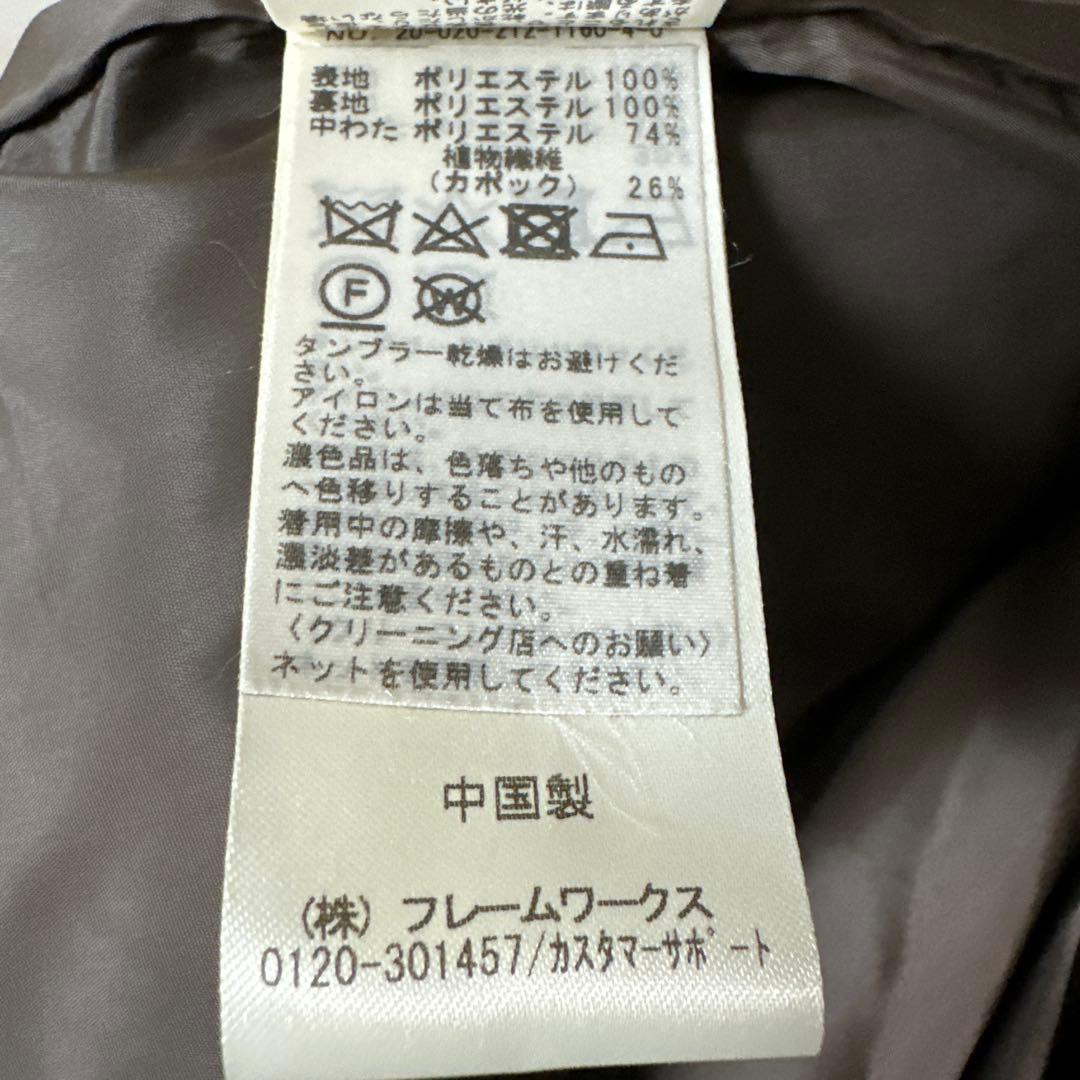 NO. 20-020-212-1160-4-0
表地 ポリエステル 100%
裏地 ポリエステル 100%
中わた ポリエステル 74%
植物繊維
(カポック) 26%
F
W
タンブラー乾燥はお避けくだ
さい。
アイロンは当て布を使用して
ください。
濃色品は、色落ちや他のもの
へ色移りすることがあります。
着用中の摩擦や、汗、水濡れ、
濃淡差があるものとの重ね着
にご注意ください。
〈クリーニング店へのお願い〉
ネットを使用してください。
中国製
(株) フレームワークス
0120-301457/カスタマーサポート